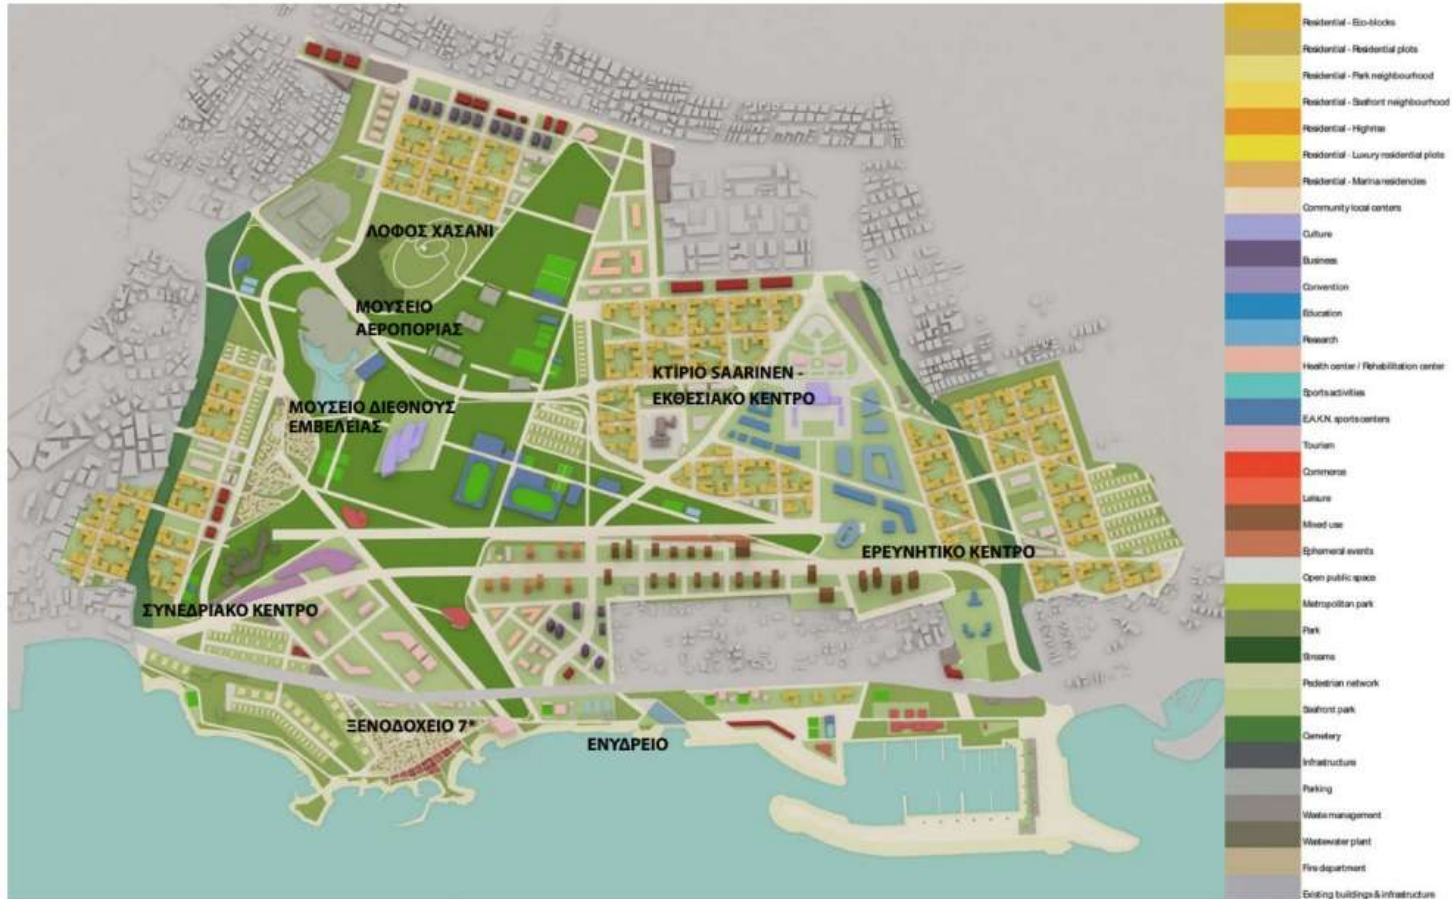 ΛΟΦΟΣ ΧΑΣΑΝΙ
ΜΟΥΣΕΙΟ
ΑΕΡΟΠΟΡΙΑΣ
ΚΤΙΡΙΟ SAARINEN -
ΕΚΘΕΣΙΑΚΟ ΚΕΝΤΡΟ
ΜΟΥΣΕΙΟ ΔΙΕΘΝΟΥΣ
ΕΜΒΕΛΕΙΑΣ
ΕΡΕΥΝΗΤΙΚΟ ΚΕΝΤΡΟ
ΣΥΝΕΔΡΙΑΚΟ ΚΕΝΤΡΟ
ΞΕΝΟΔΟΧΕΙΟ 7*
ΕΝΥΔΡΕΙΟ
Residential - Eco-blocks
Residential - Residential plots
Residential - Park neighbourhood
Residential - Seafront neighbourhood
Residential - Highrise
Residential - Luxury residential plots
Residential - Marina residencies
Community local centers
Culture
Business
Convention
Education
Research
Health center / Rehabilitation center
Sports activities
E.A.K.N. sports centers
Tourism
Commerce
Leisure
Mixed use
Ephemeral events
Open public space
Metropolitan park
Park
Streams
Pedestrian network
Seafront park
Cemetery
Infrastructure
Parking
Waste management
Wastewater plant
Fire department
Existing buildings & infrastructure